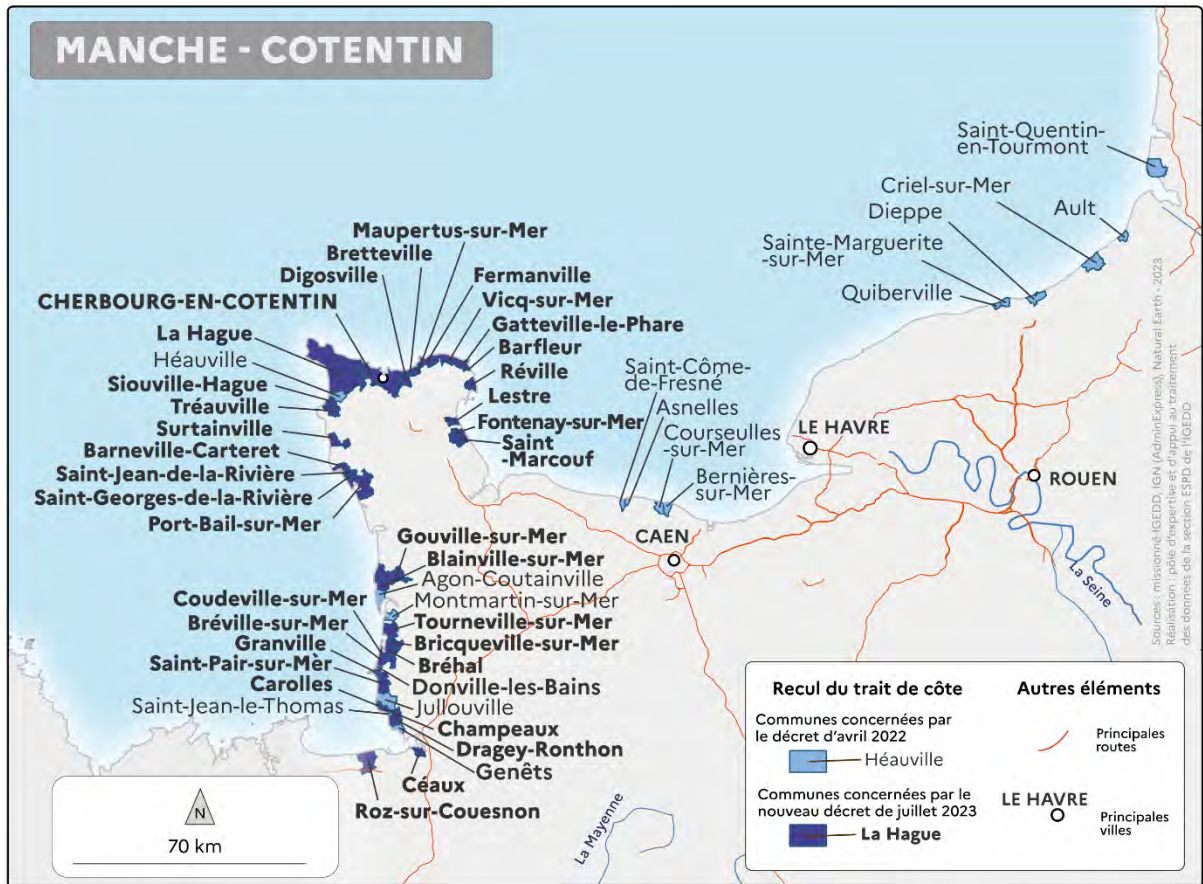 MANCHE - COTENTIN
Saint-Quentin-
en-Tourmont
Criel-sur-Mer
Dieppe
Ault
Sainte-Marguerite
-sur-Mer
Quiberville
Maupertus-sur-Mer
Bretteville
Digosville
Fermanville
CHERBOURG-EN-COTENTIN
Vicq-sur-Mer
La Hague
Gatteville-le-Phare
Héauville
Barfleur
Siouville-Hague
Réville
Tréauville
Lestre
Surtainville
Fontenay-sur-Mer
Barneville-Carteret
Saint
-Marcouf
Saint-Jean-de-la-Rivière
Saint-Georges-de-la-Rivière
Port-Bail-sur-Mer
Saint-Côme-
de-Fresné
Asnelles
Courseulles
-sur-Mer
Bernières-
sur-Mer
LE HAVRE
ROUEN
CAEN
La Seine
Gouville-sur-Mer
Blainville-sur-Mer
Agon-Coutainville
Montmartin-sur-Mer
Coudeville-sur-Mer
Tourneville-sur-Mer
Bréville-sur-Mer
Bricqueville-sur-Mer
Granville
Bréhal
Saint-Pair-sur-Mèr
Donville-les-Bains
Carolles
Jullouville
Saint-Jean-le-Thomas
Champeaux
Dragey-Ronthon
Genêts
Céaux
Roz-sur-Couesnon
La Mayenne
N
70 km
Recul du trait de côte
Communes concernées par
le décret d'avril 2022
Héauville
Communes concernées par le
nouveau décret de juillet 2023
La Hague
Autres éléments
Principales
routes
LE HAVRE
Principales
villes
Sources : missionné IGEDD, IGN (AdminExpress), Natural Earth - 2023
Réalisation : pôle d'expertise et d'appui au traitement
des données de la section ESPD de l'IGEDD